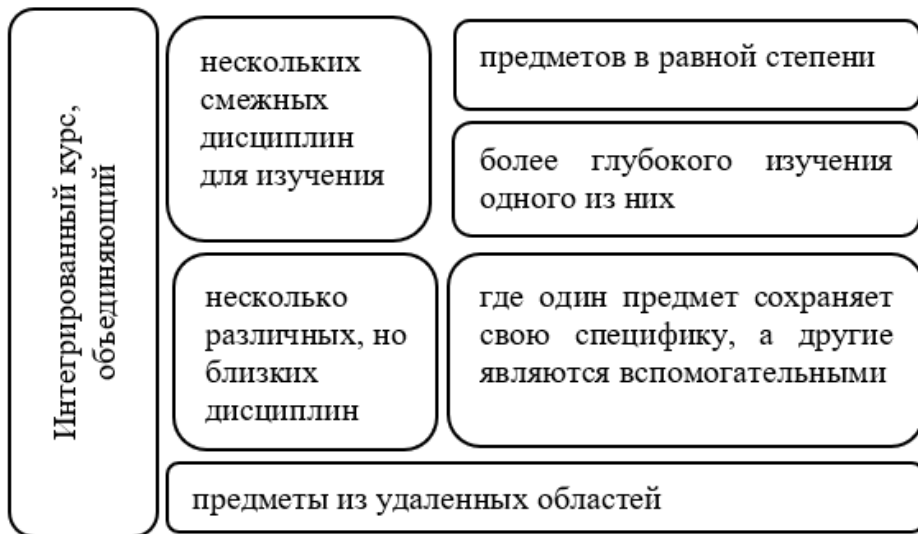 Интегрированный курс,
объединяющий
нескольких
смежных
дисциплин
для изучения
предметов в равной степени
более глубокого изучения
одного из них
несколько
различных, но
близких
дисциплин
где один предмет сохраняет
свою специфику, а другие
являются вспомогательными
предметы из удаленных областей